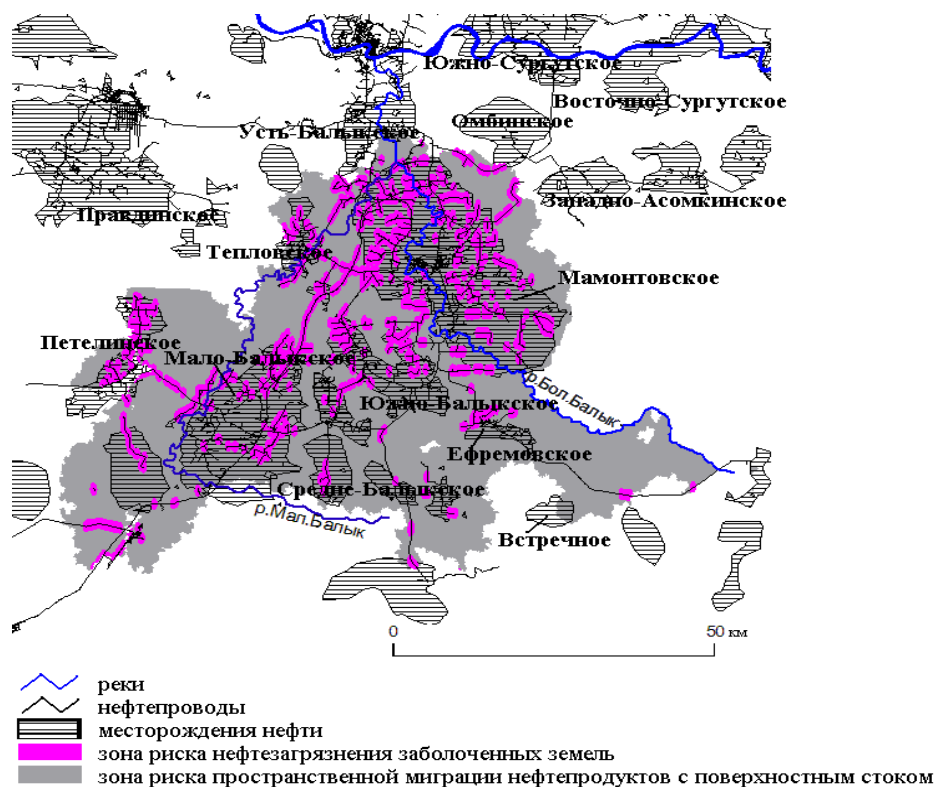 Южно-Сургутское
Восточно-Сургутское
Омбинское
Усть-Балыкское
Западно-Асомкинское
Правдинское
Тепловское
Мамонтовское
Петелинское
Мало-Балыкское
р.Бол.Балык
Южно-Балыкское
Ефремовское
Средне-Балыкское
р.Мал.Балык
Встречное
0 50 км
реки
нефтепроводы
месторождения нефти
зона риска нефтезагрязнения заболоченных земель
зона риска пространственной миграции нефтепродуктов с поверхностным стоком